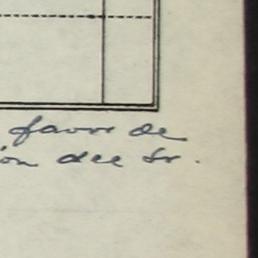 favor de
ón del Sr.